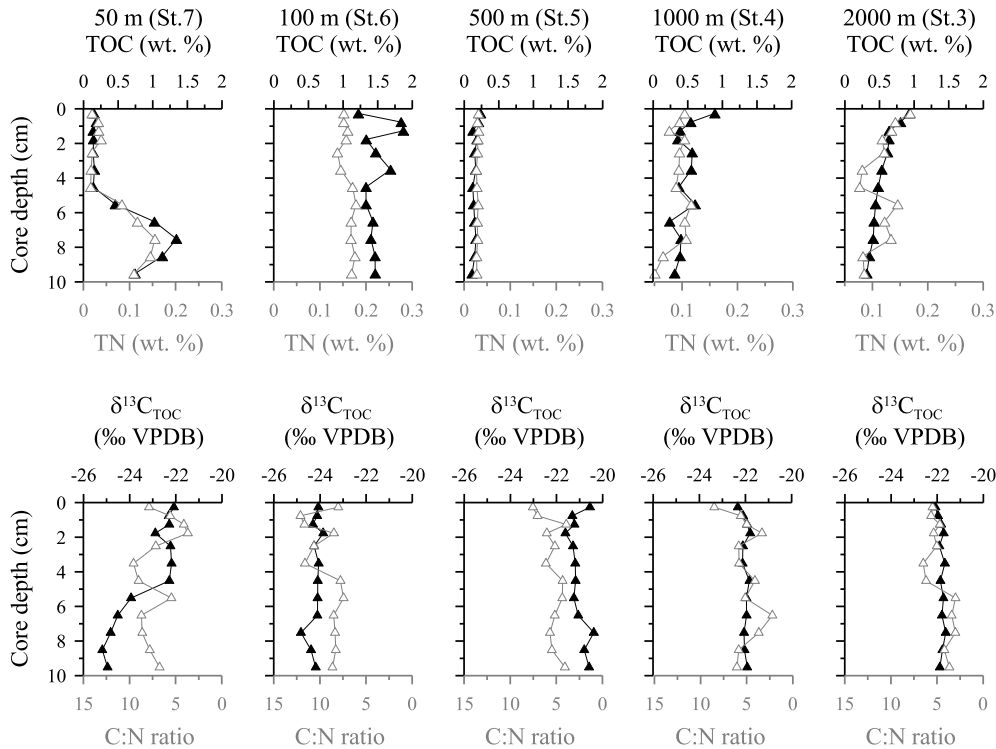 50 m (St.7) 100 m (St.6) 500 m (St.5) 1000 m (St.4) 2000 m (St.3)
TOC (wt. %) TOC (wt. %) TOC (wt. %) TOC (wt. %) TOC (wt. %)
0 0.5 1 1.5 2 0 0.5 1 1.5 2 0 0.5 1 1.5 2 0 0.5 1 1.5 2 0 0.5 1 1.5 2
0
2
4
6
8
10
Core depth (cm)
0 0.1 0.2 0.3 0 0.1 0.2 0.3 0 0.1 0.2 0.3 0.1 0.2 0.3 0.1 0.2 0.3
TN (wt. %) TN (wt. %) TN (wt. %) TN (wt. %) TN (wt. %)
δ¹³C_TOC δ¹³C_TOC δ¹³C_TOC δ¹³C_TOC δ¹³C_TOC
(‰ VPDB) (‰ VPDB) (‰ VPDB) (‰ VPDB) (‰ VPDB)
-26 -24 -22 -20 -26 -24 -22 -20 -26 -24 -22 -20 -26 -24 -22 -20 -26 -24 -22 -20
0
2
4
6
8
10
Core depth (cm)
15 10 5 0 15 10 5 0 15 10 5 0 15 10 5 0 15 10 5 0
C:N ratio C:N ratio C:N ratio C:N ratio C:N ratio